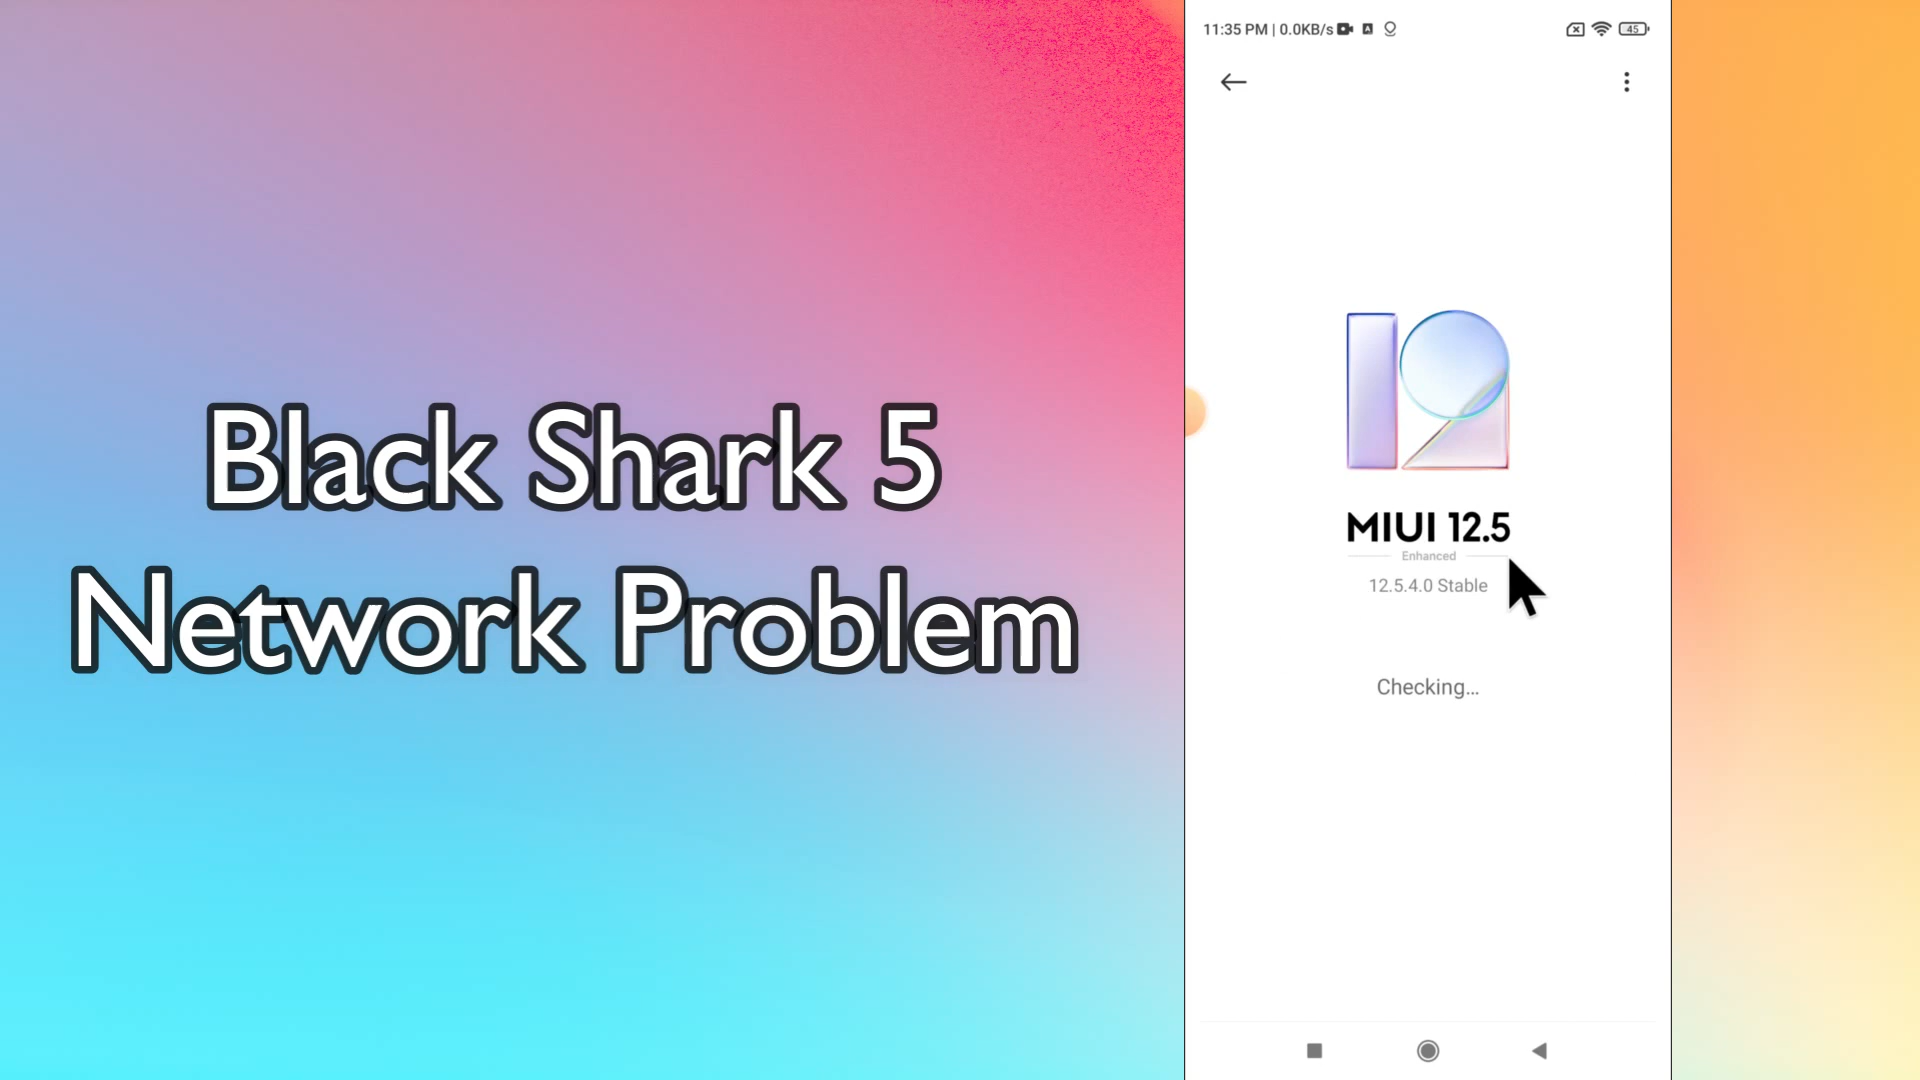 Black Shark 5
Network Problem
11:35 PM | 0.0KB/s
A
45
12
MIUI 12.5
Enhanced
12.5.4.0 Stable
Checking...